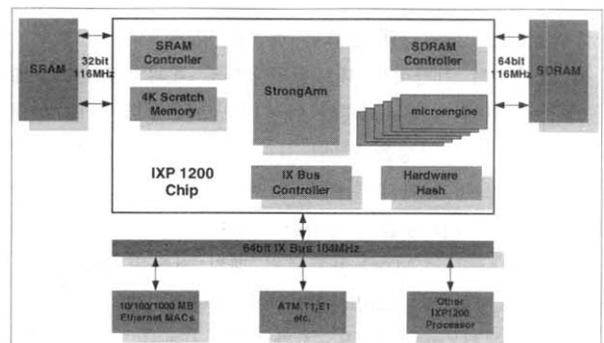 SRAM
32bit
116MHz
SRAM
Controller
4K Scratch
Memory
StrongArm
SDRAM
Controller
microengine
64bit
116MHz
SDRAM
IXP 1200
Chip
IX Bus
Controller
Hardware
Hash
64bit IX Bus 104MHz
10/100/1000 MB
Ethernet MACs
ATM,T1,E1
etc.
Other
IXP1200
Processor